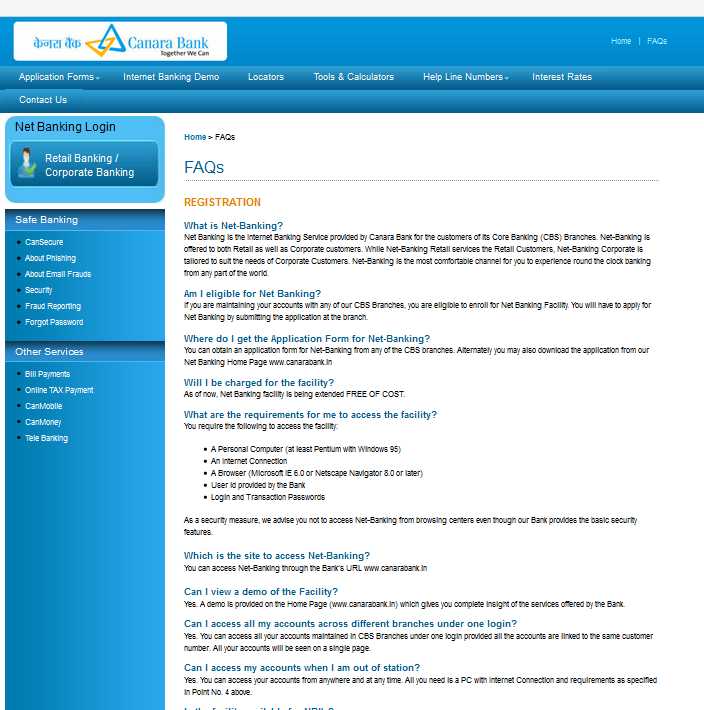 केनरा बैंक Canara Bank
Together We Can
Home | FAQs
Application Forms Internet Banking Demo Locators Tools & Calculators Help Line Numbers Interest Rates
Contact Us
Net Banking Login
Retail Banking /
Corporate Banking
Safe Banking
CanSecure
About Phishing
About Email Frauds
Security
Fraud Reporting
Forgot Password
Other Services
Bill Payments
Online TAX Payment
CanMobile
CanMoney
Tele Banking
Home > FAQs
FAQs
REGISTRATION
What is Net-Banking?
Net Banking is the Internet Banking Service provided by Canara Bank for the customers of its Core Banking (CBS) Branches. Net-Banking is
offered to both Retail as well as Corporate customers. While Net-Banking Retail services the Retail Customers, Net-Banking Corporate is
tailored to suit the needs of Corporate Customers. Net-Banking is the most comfortable channel for you to experience round the clock banking
from any part of the world.
Am I eligible for Net Banking?
If you are maintaining your accounts with any of our CBS Branches, you are eligible to enroll for Net Banking Facility. You will have to apply for
Net Banking by submitting the application at the branch.
Where do I get the Application Form for Net-Banking?
You can obtain an application form for Net-Banking from any of the CBS branches. Alternately you may also download the application from our
Net Banking Home Page www.canarabank.in
Will I be charged for the facility?
As of now, Net Banking facility is being extended FREE OF COST.
What are the requirements for me to access the facility?
You require the following to access the facility:
A Personal Computer (at least Pentium with Windows 95)
An Internet Connection
A Browser (Microsoft IE 6.0 or Netscape Navigator 8.0 or later)
User Id provided by the Bank
Login and Transaction Passwords
As a security measure, we advise you not to access Net-Banking from browsing centers even though our Bank provides the basic security
features.
Which is the site to access Net-Banking?
You can access Net-Banking through the Bank's URL www.canarabank.in
Can I view a demo of the Facility?
Yes. A demo is provided on the Home Page (www.canarabank.in) which gives you complete insight of the services offered by the Bank.
Can I access all my accounts across different branches under one login?
Yes. You can access all your accounts maintained in CBS Branches under one login provided all the accounts are linked to the same customer
number. All your accounts will be seen on a single page.
Can I access my accounts when I am out of station?
Yes. You can access your accounts from anywhere and at any time. All you need is a PC with Internet Connection and requirements as specified
in Point No. 4 above.